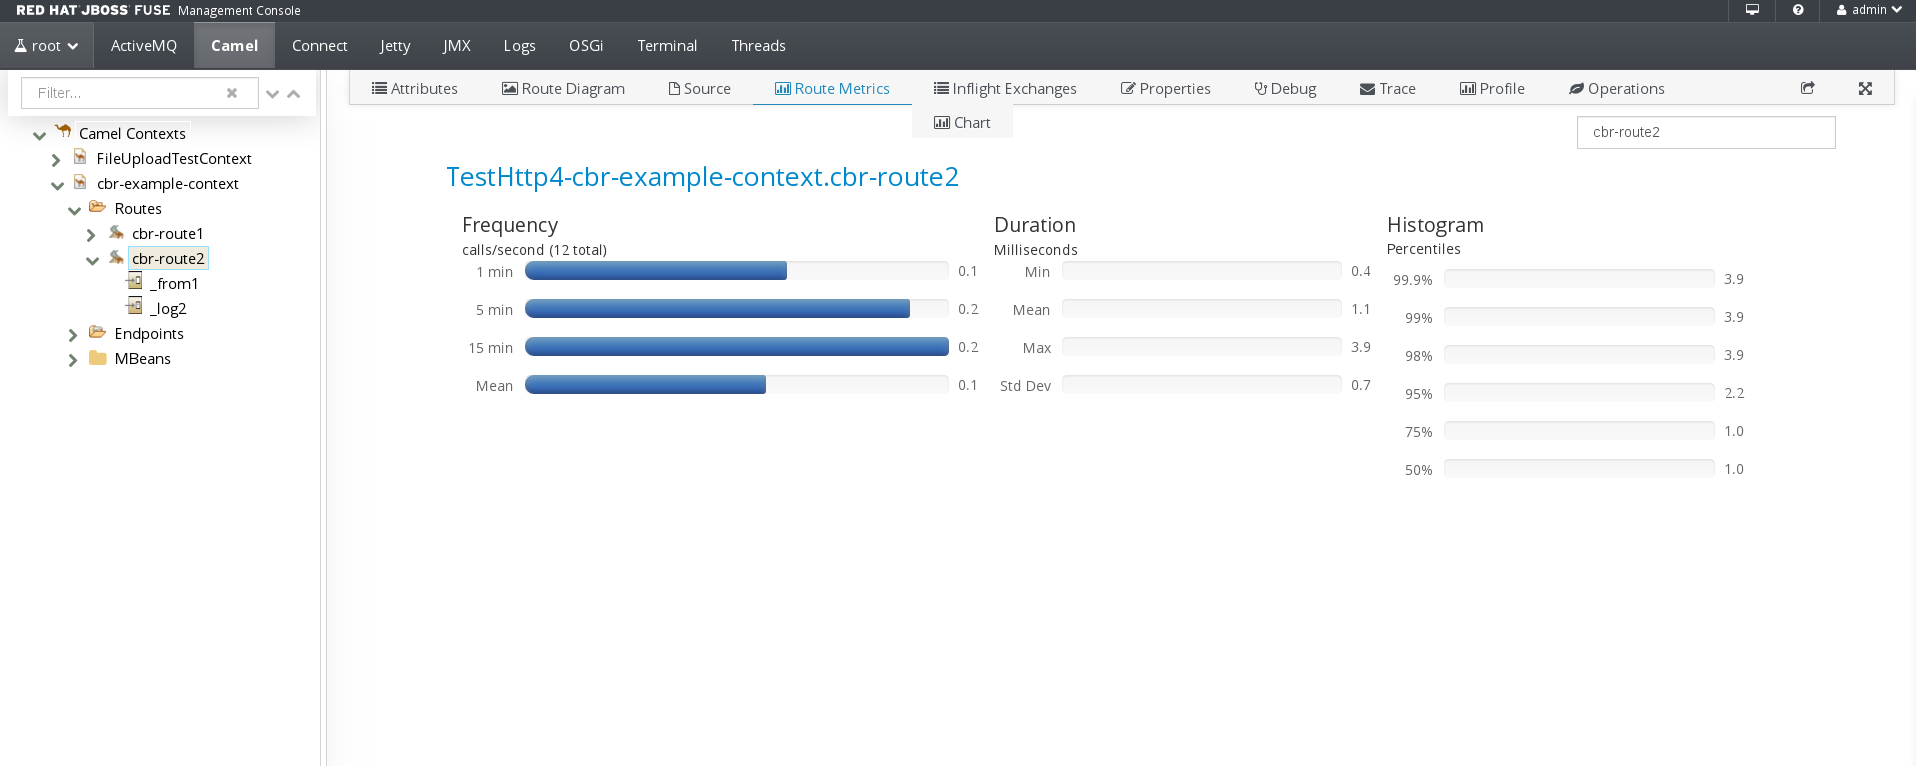 RED HAT JBOSS FUSE Management Console
admin
root ActiveMQ Camel Connect Jetty JMX Logs OSGi Terminal Threads
Filter...
Attributes Route Diagram Source Route Metrics Inflight Exchanges Properties Debug Trace Profile Operations
Chart
cbr-route2
Camel Contexts
FileUploadTestContext
cbr-example-context
Routes
cbr-route1
cbr-route2
_from1
_log2
Endpoints
MBeans
TestHttp4-cbr-example-context.cbr-route2
Frequency
calls/second (12 total)
1 min 0.1
5 min 0.2
15 min 0.2
Mean 0.1
Duration
Milliseconds
Min 0.4
Mean 1.1
Max 3.9
Std Dev 0.7
Histogram
Percentiles
99.9% 3.9
99% 3.9
98% 3.9
95% 2.2
75% 1.0
50% 1.0